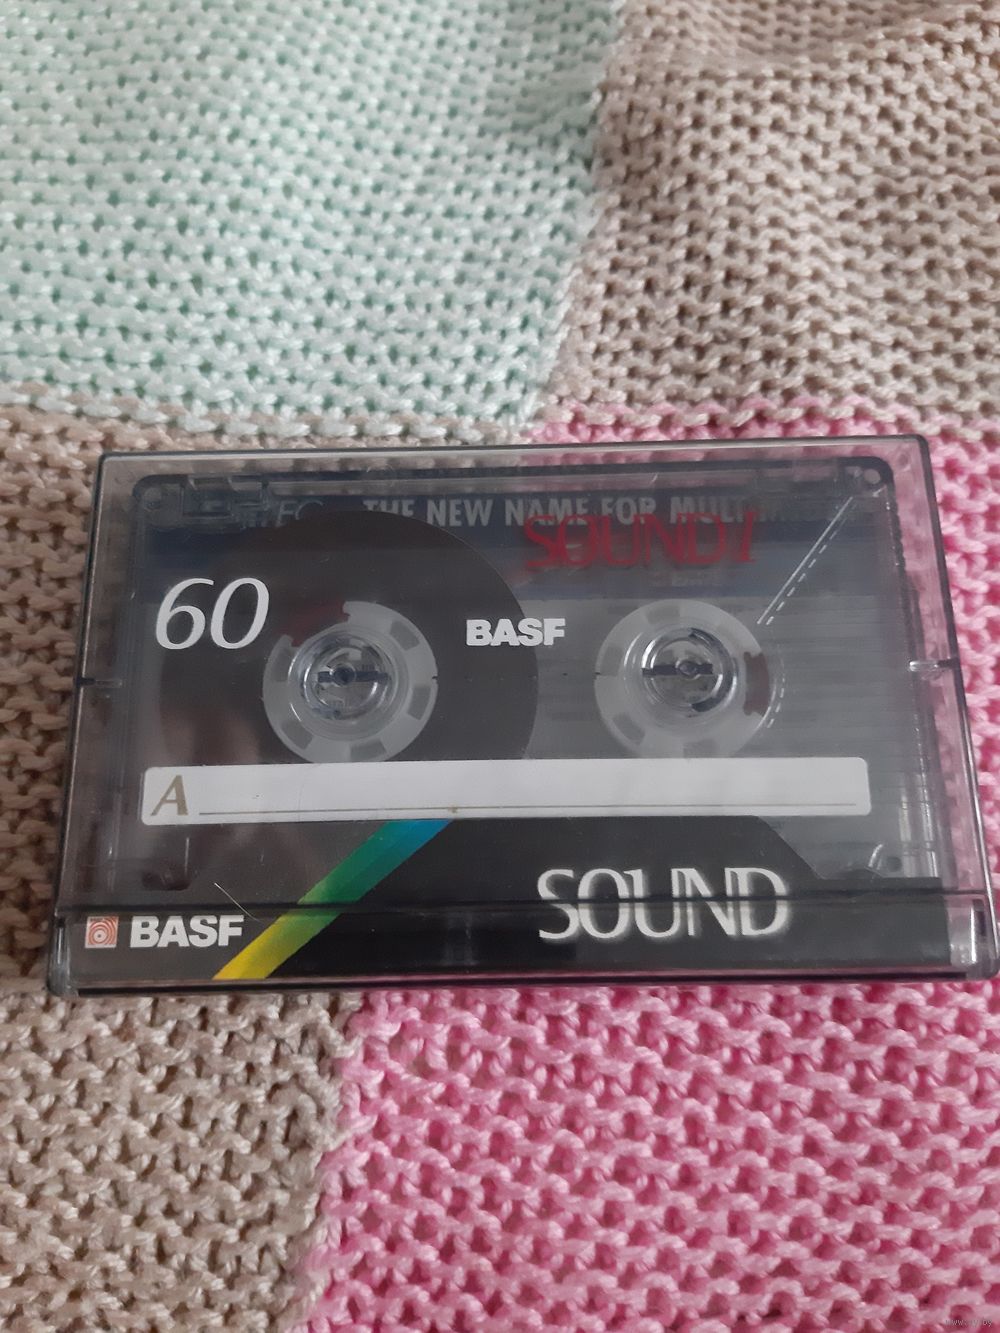 THE NEW NAME FOR MULTI
SOUND I
60
BASF
A
SOUND
BASF